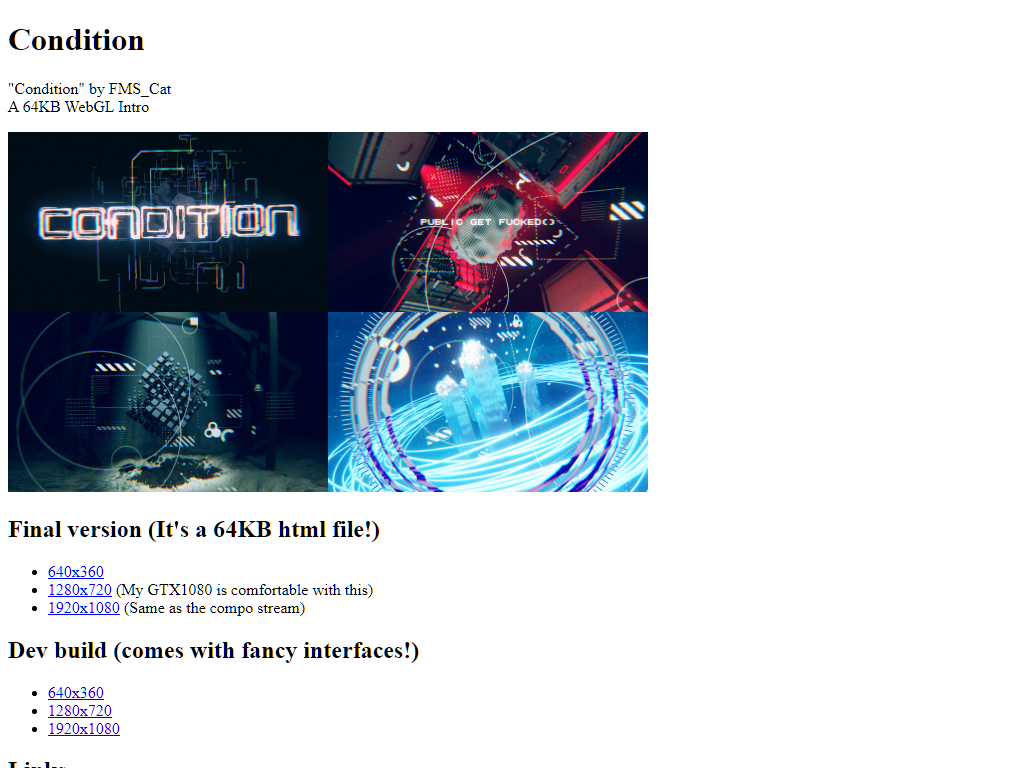 Condition
"Condition" by FMS_Cat
A 64KB WebGL Intro
CONDITION
PUBLIC GET FUCKED()
Final version (It's a 64KB html file!)
640x360
1280x720 (My GTX1080 is comfortable with this)
1920x1080 (Same as the compo stream)
Dev build (comes with fancy interfaces!)
640x360
1280x720
1920x1080
Links